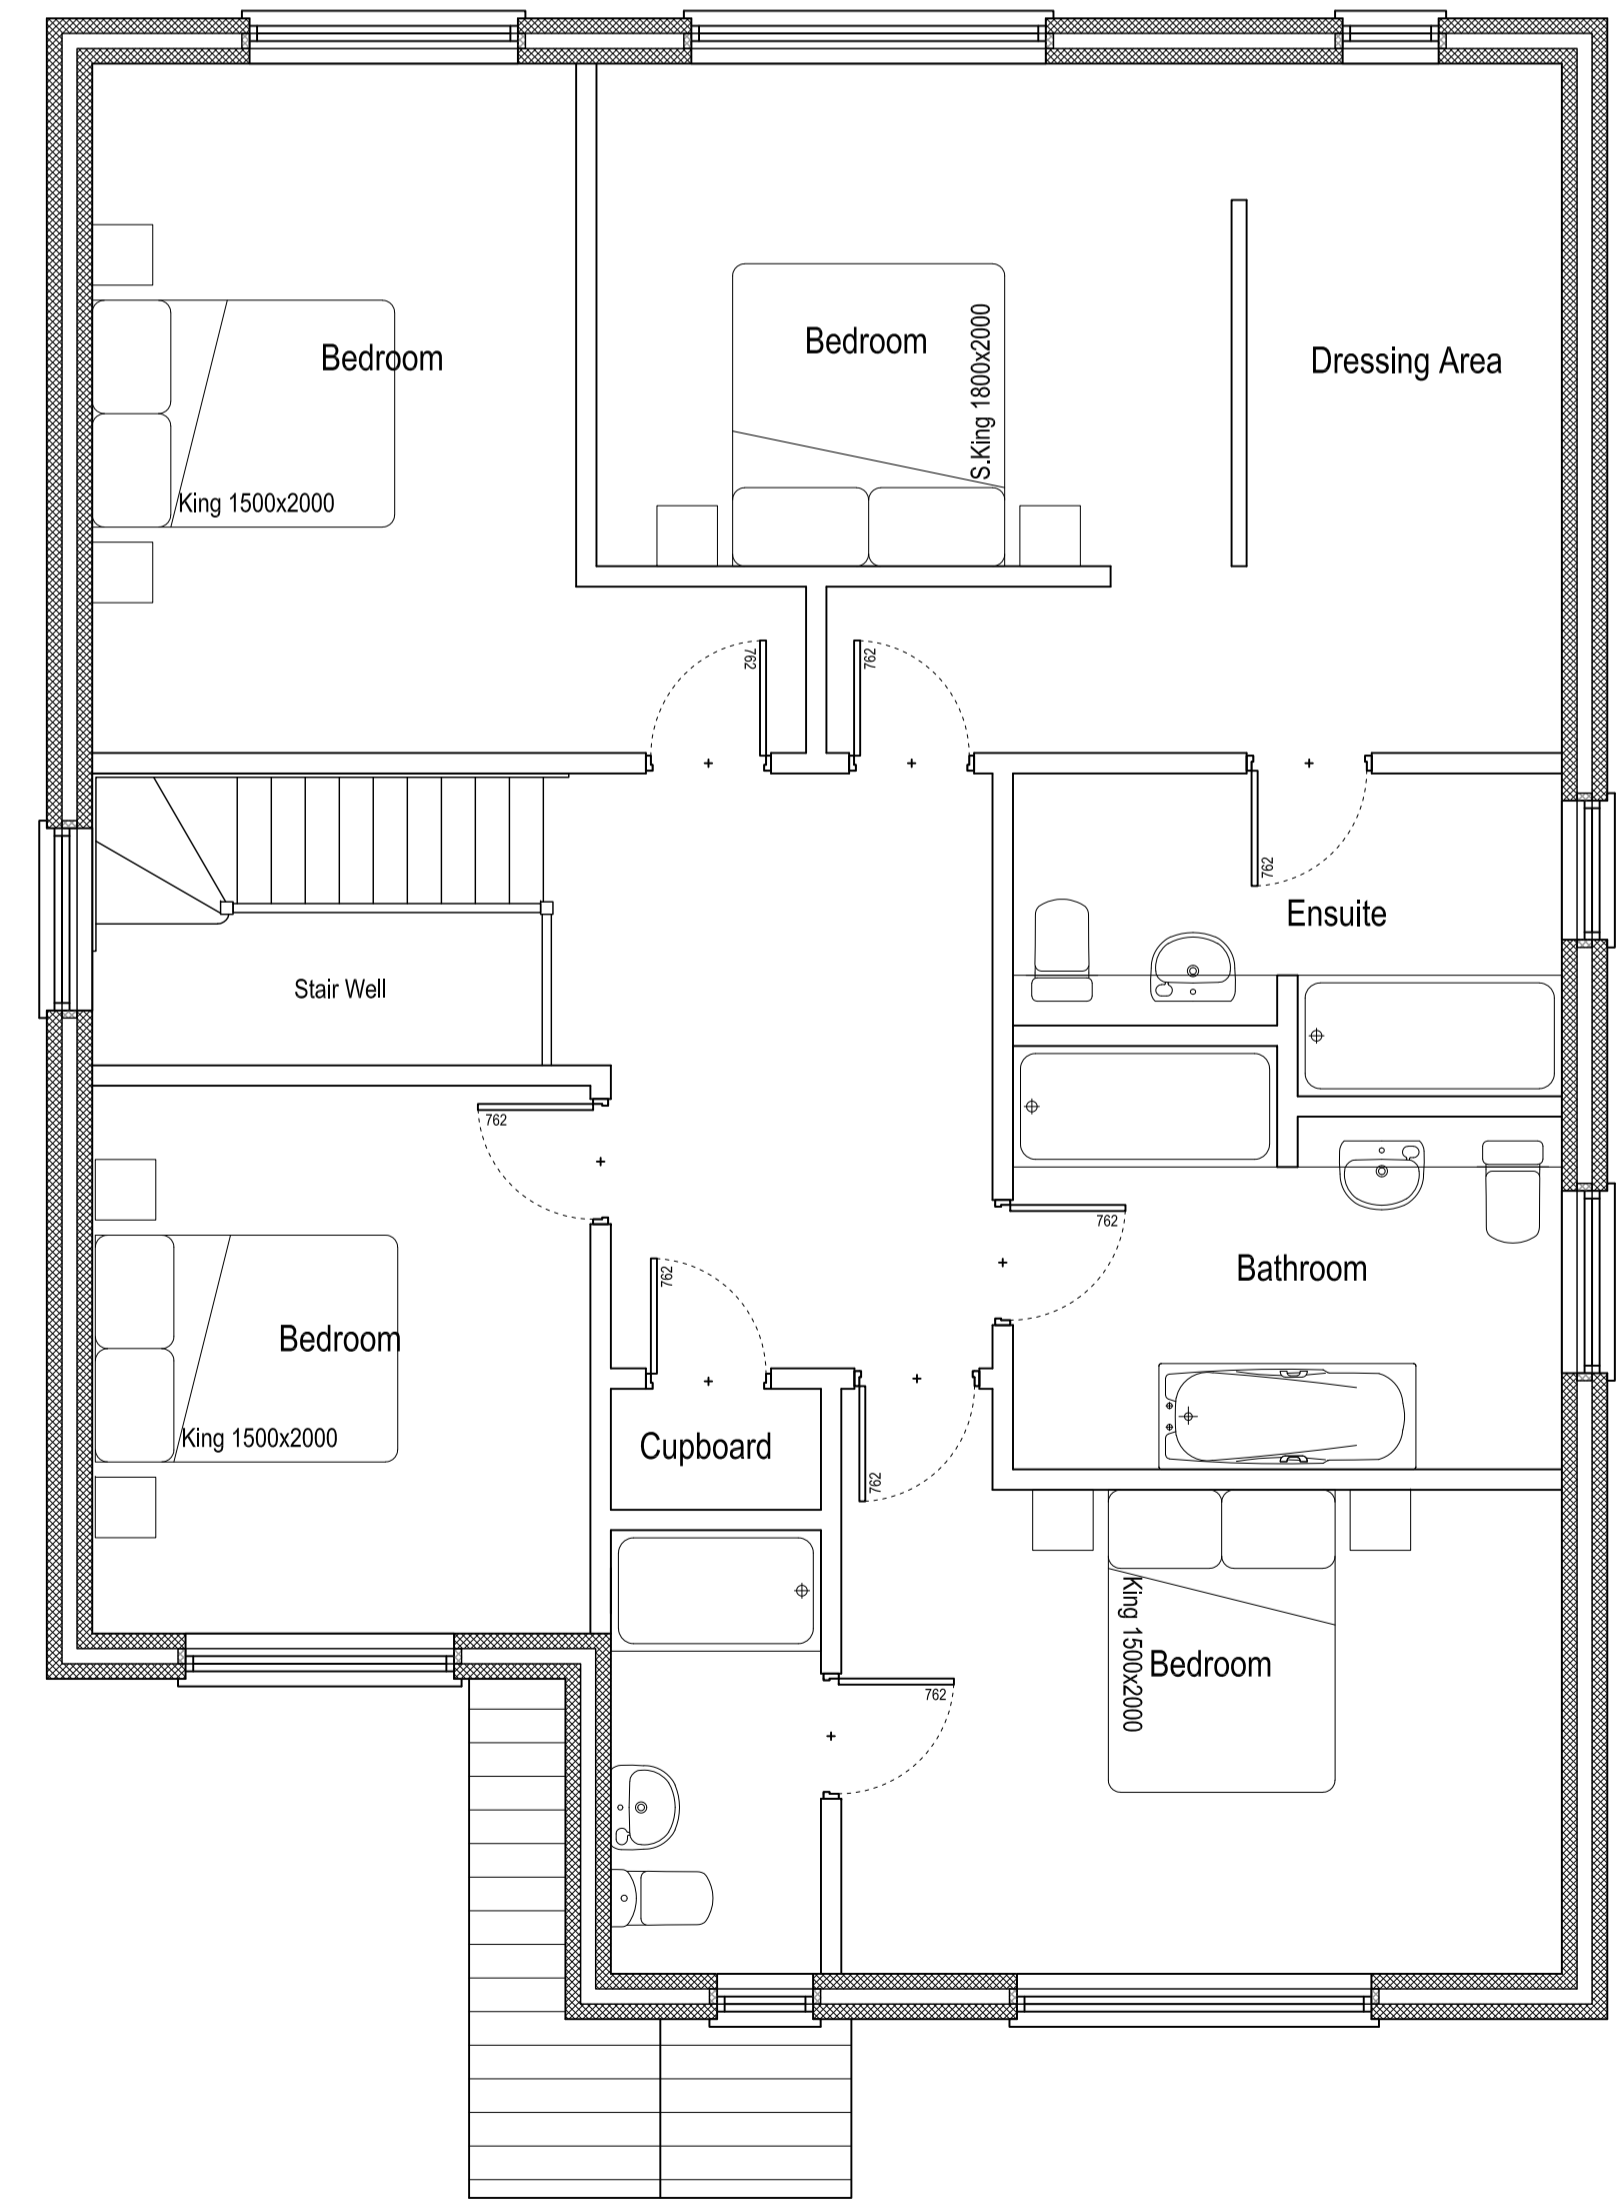 Bedroom
King 1500x2000
Bedroom
S.King 1800x2000
Dressing Area
762
762
762
Ensuite
Stair Well
762
762
762
Bathroom
Bedroom
King 1500x2000
Cupboard
762
762
King 1500x2000
Bedroom